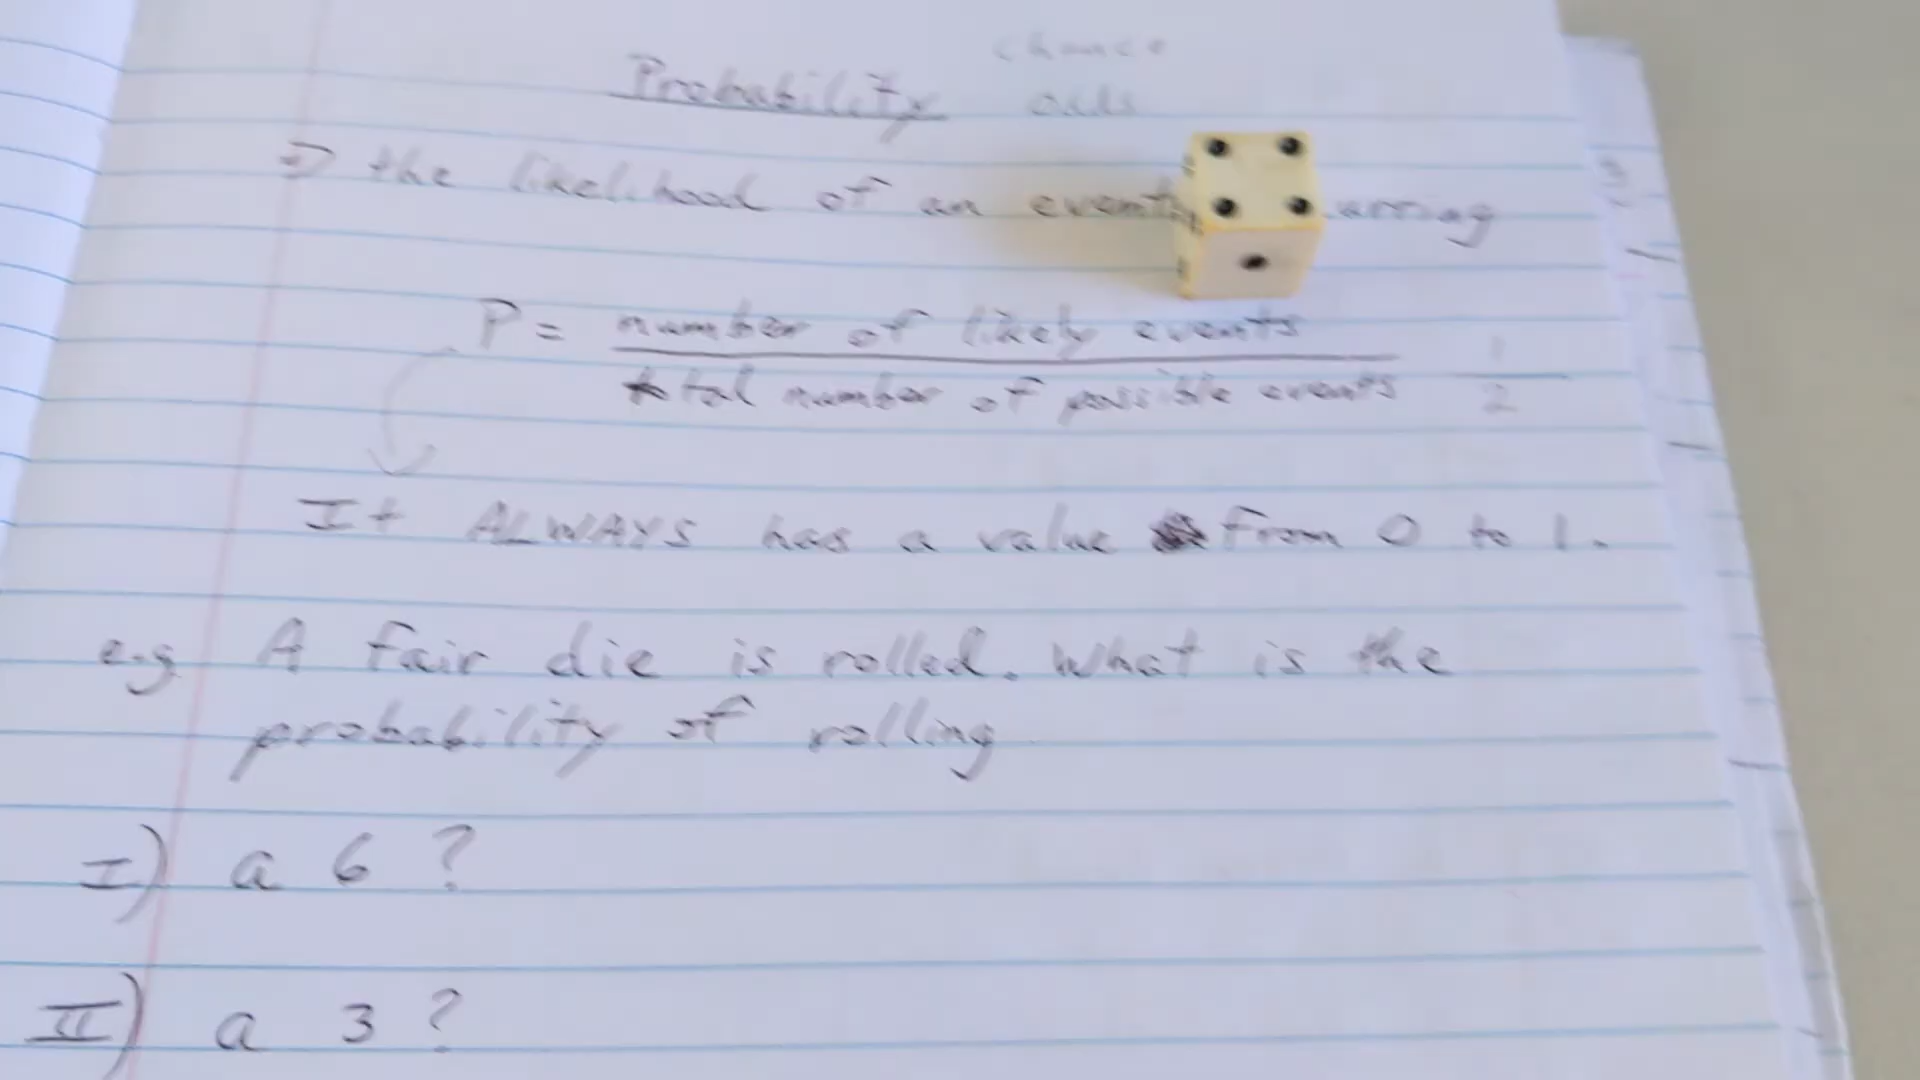 chance
Probability odds
⇒ the likelihood of an event arring
P = number of likely events
total number of possible events
1
2
It ALWAYS has a value from 0 to 1.
e.g. A fair die is rolled. What is the
probability of rolling
I) a 6 ?
II) a 3 ?